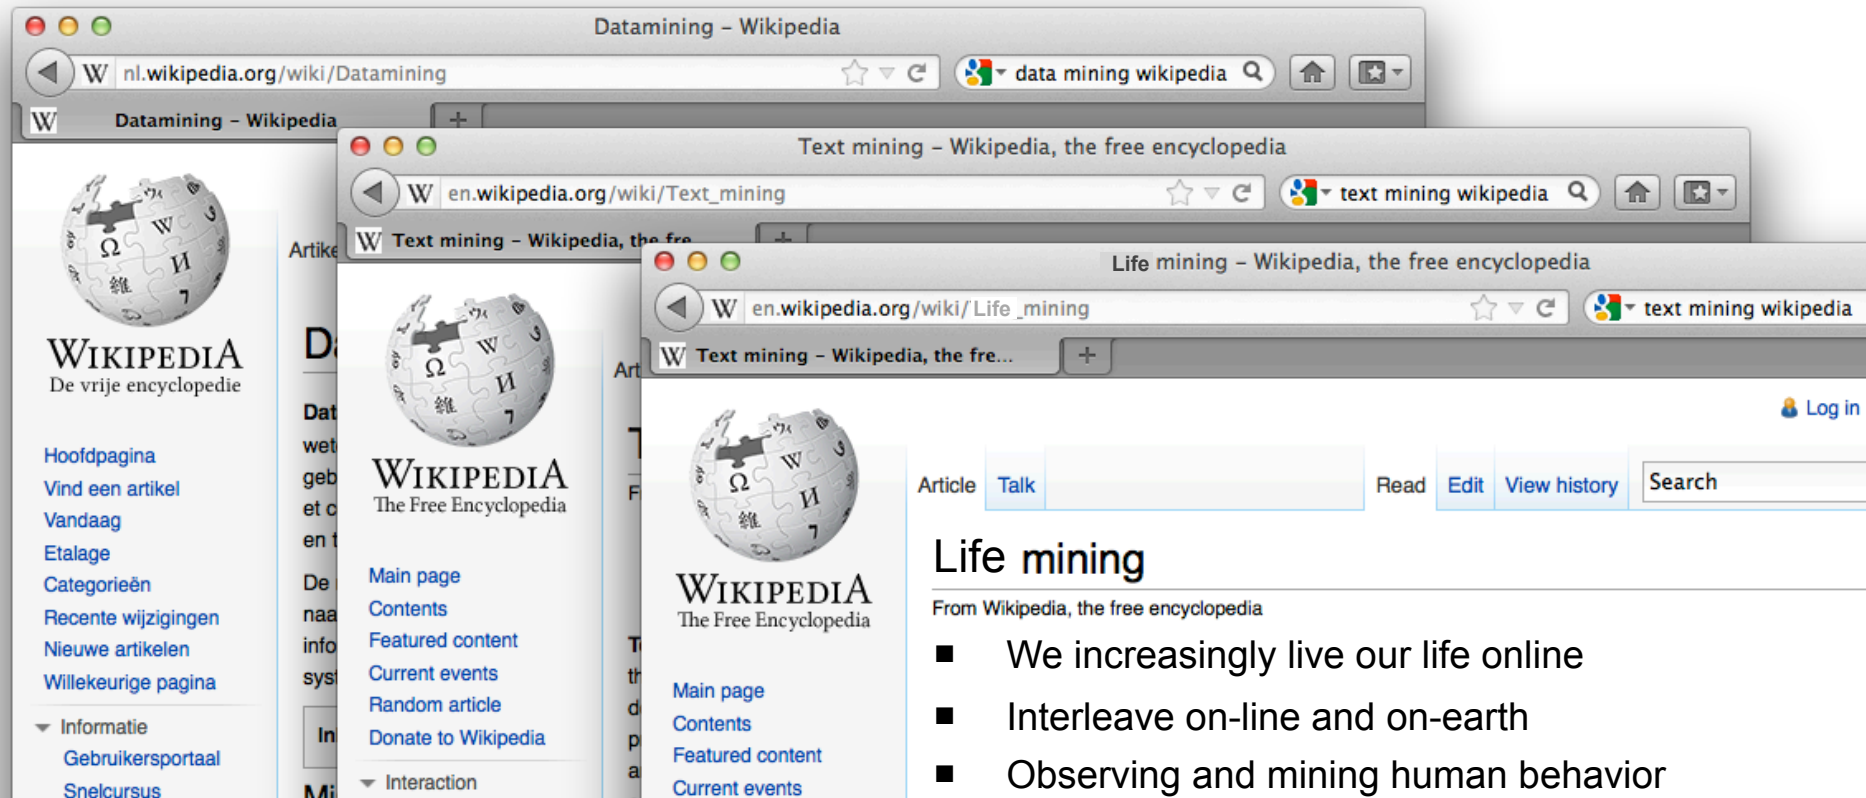 Datamining – Wikipedia
nl.wikipedia.org/wiki/Datamining
data mining wikipedia
Datamining – Wikipedia
WIKIPEDIA
De vrije encyclopedie
Hoofdpagina
Vind een artikel
Vandaag
Etalage
Categorieën
Recente wijzigingen
Nieuwe artikelen
Willekeurige pagina
Informatie
Gebruikersportaal
Snelcursus
Text mining – Wikipedia, the free encyclopedia
en.wikipedia.org/wiki/Text_mining
text mining wikipedia
Text mining – Wikipedia, the fre
WIKIPEDIA
The Free Encyclopedia
Main page
Contents
Featured content
Current events
Random article
Donate to Wikipedia
Interaction
Life mining – Wikipedia, the free encyclopedia
en.wikipedia.org/wiki/Life _mining
text mining wikipedia
Text mining – Wikipedia, the fre...
Log in
WIKIPEDIA
The Free Encyclopedia
Main page
Contents
Featured content
Current events
Article Talk
Read Edit View history
Search
Life mining
From Wikipedia, the free encyclopedia
■ We increasingly live our life online
■ Interleave on-line and on-earth
■ Observing and mining human behavior